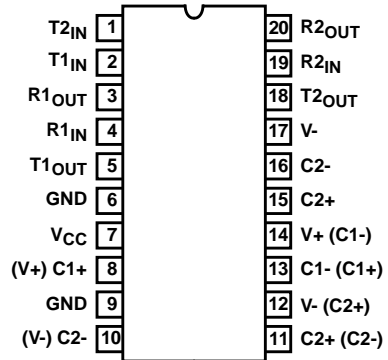 T2IN 1
T1IN 2
R1OUT 3
R1IN 4
T1OUT 5
GND 6
VCC 7
(V+) C1+ 8
GND 9
(V-) C2- 10
20 R2OUT
19 R2IN
18 T2OUT
17 V-
16 C2-
15 C2+
14 V+ (C1-)
13 C1- (C1+)
12 V- (C2+)
11 C2+ (C2-)